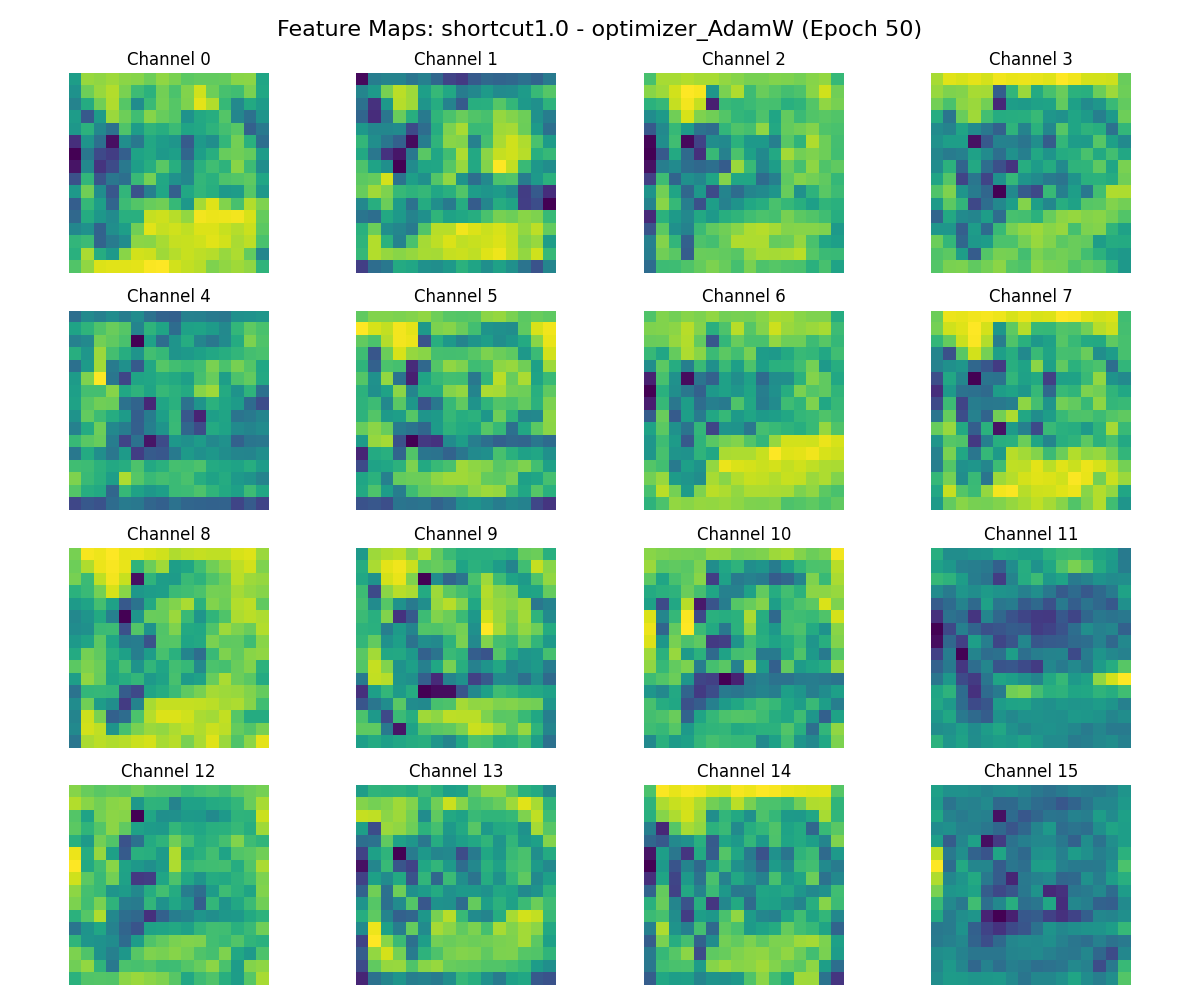 Feature Maps: shortcut1.0 - optimizer_AdamW (Epoch 50)
Channel 0
Channel 1
Channel 2
Channel 3
Channel 4
Channel 5
Channel 6
Channel 7
Channel 8
Channel 9
Channel 10
Channel 11
Channel 12
Channel 13
Channel 14
Channel 15